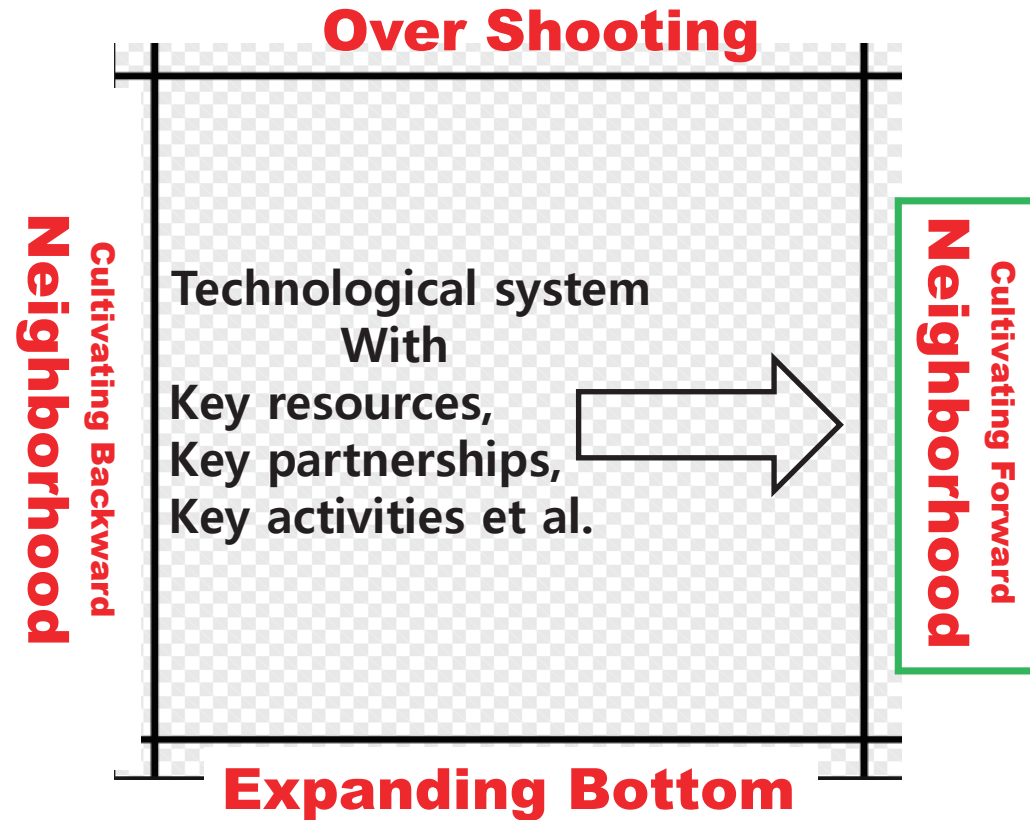 Over Shooting
Neighborhood
Cultivating Backward
Technological system
With
Key resources,
Key partnerships,
Key activities et al.
Cultivating Forward
Neighborhood
Expanding Bottom